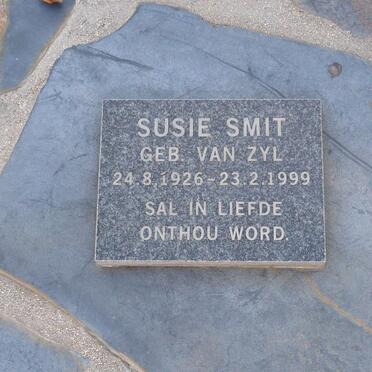 SUSIE SMIT
GEB. VAN ZYL
24.8.1926-23.2.1999
SAL IN LIEFDE
ONTHOU WORD.